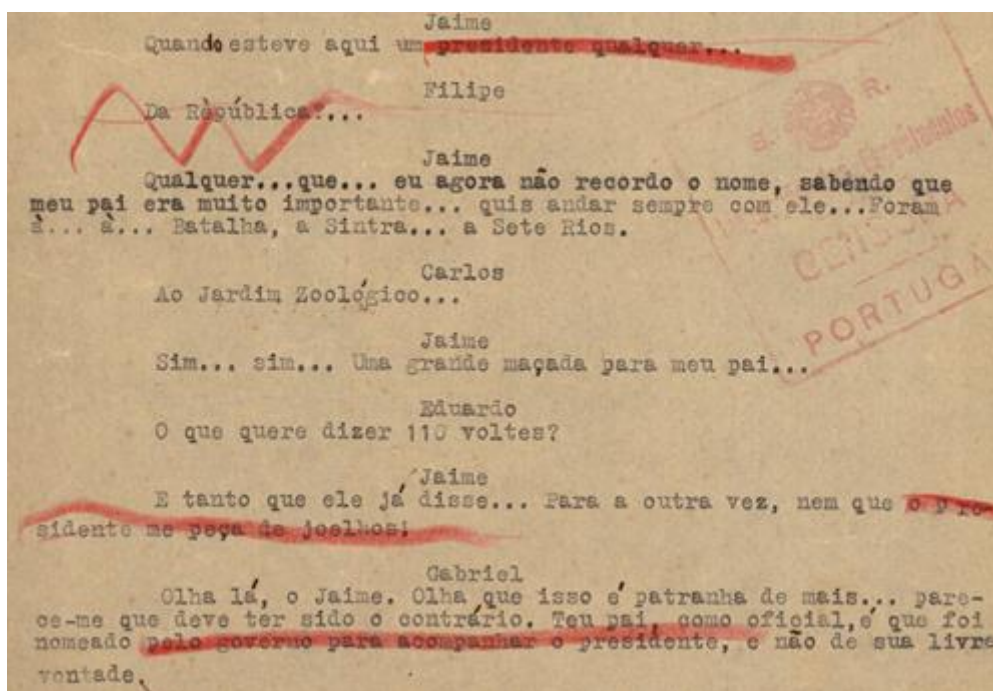 Jaime
Quando esteve aqui um presidente qualquer...
Filipe
Da Rèpública?...
Jaime
Qualquer...que... eu agora não recordo o nome, sabendo que
meu pai era muito importante... quis andar sempre com ele...Foram
à... à... Batalha, a Sintra... a Sete Rios.
Carlos
Ao Jardim Zoológico...
Jaime
Sim... sim... Uma grande maçada para meu pai...
Eduardo
O que quere dizer 110 voltes?
Jaime
E tanto que ele já disse... Para a outra vez, nem que o pre-
sidente me peça de joelhos!
Gabriel
Olha lá, o Jaime. Olha que isso é patranha de mais... pare-
ce-me que deve ter sido o contrário. Teu pai, como oficial,é que foi
nomeado pelo governo para acompanhar o presidente, e não de sua livre
vontade.
S. R.
CENSURA
PORTUGA